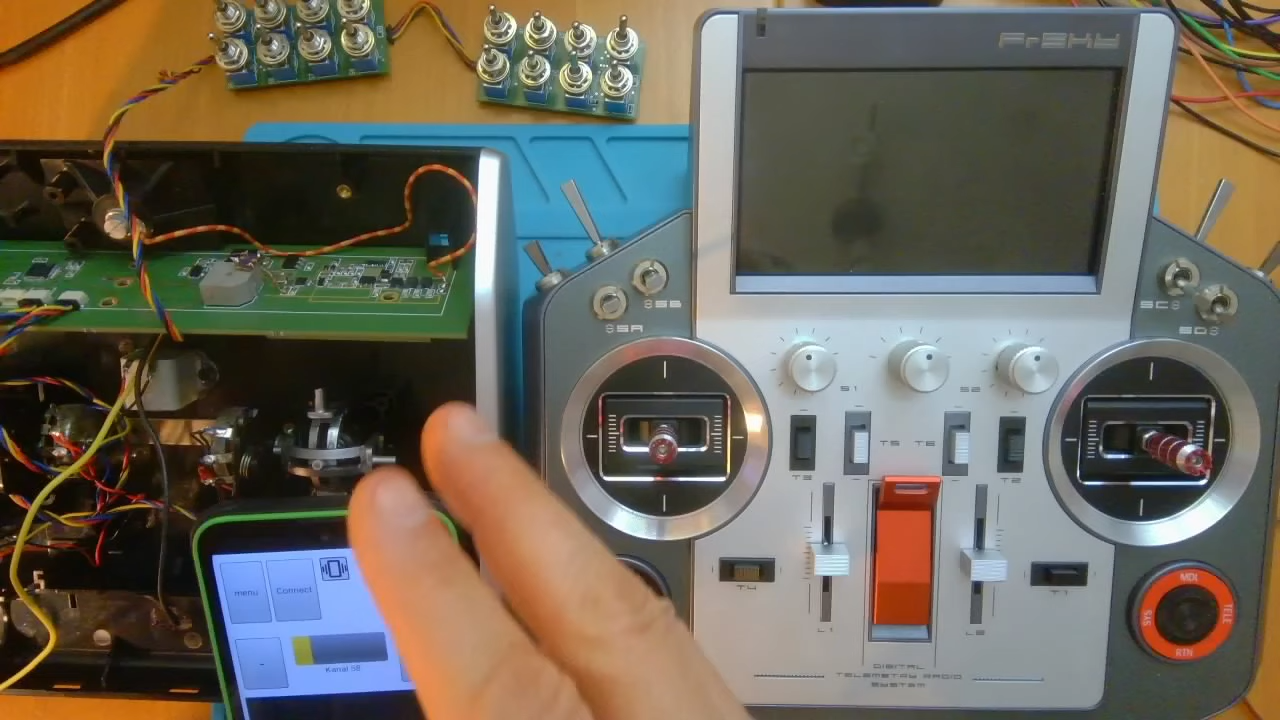 FrSKY
SB
SA
SC
SD
S1
S2
T5
T6
T3
T2
T4
T1
L1
L2
MDL
SYS
TELE
RTN
DIGITAL
TELEMETRY RADIO
SYSTEM
menu
Connect
-
Kanal 58